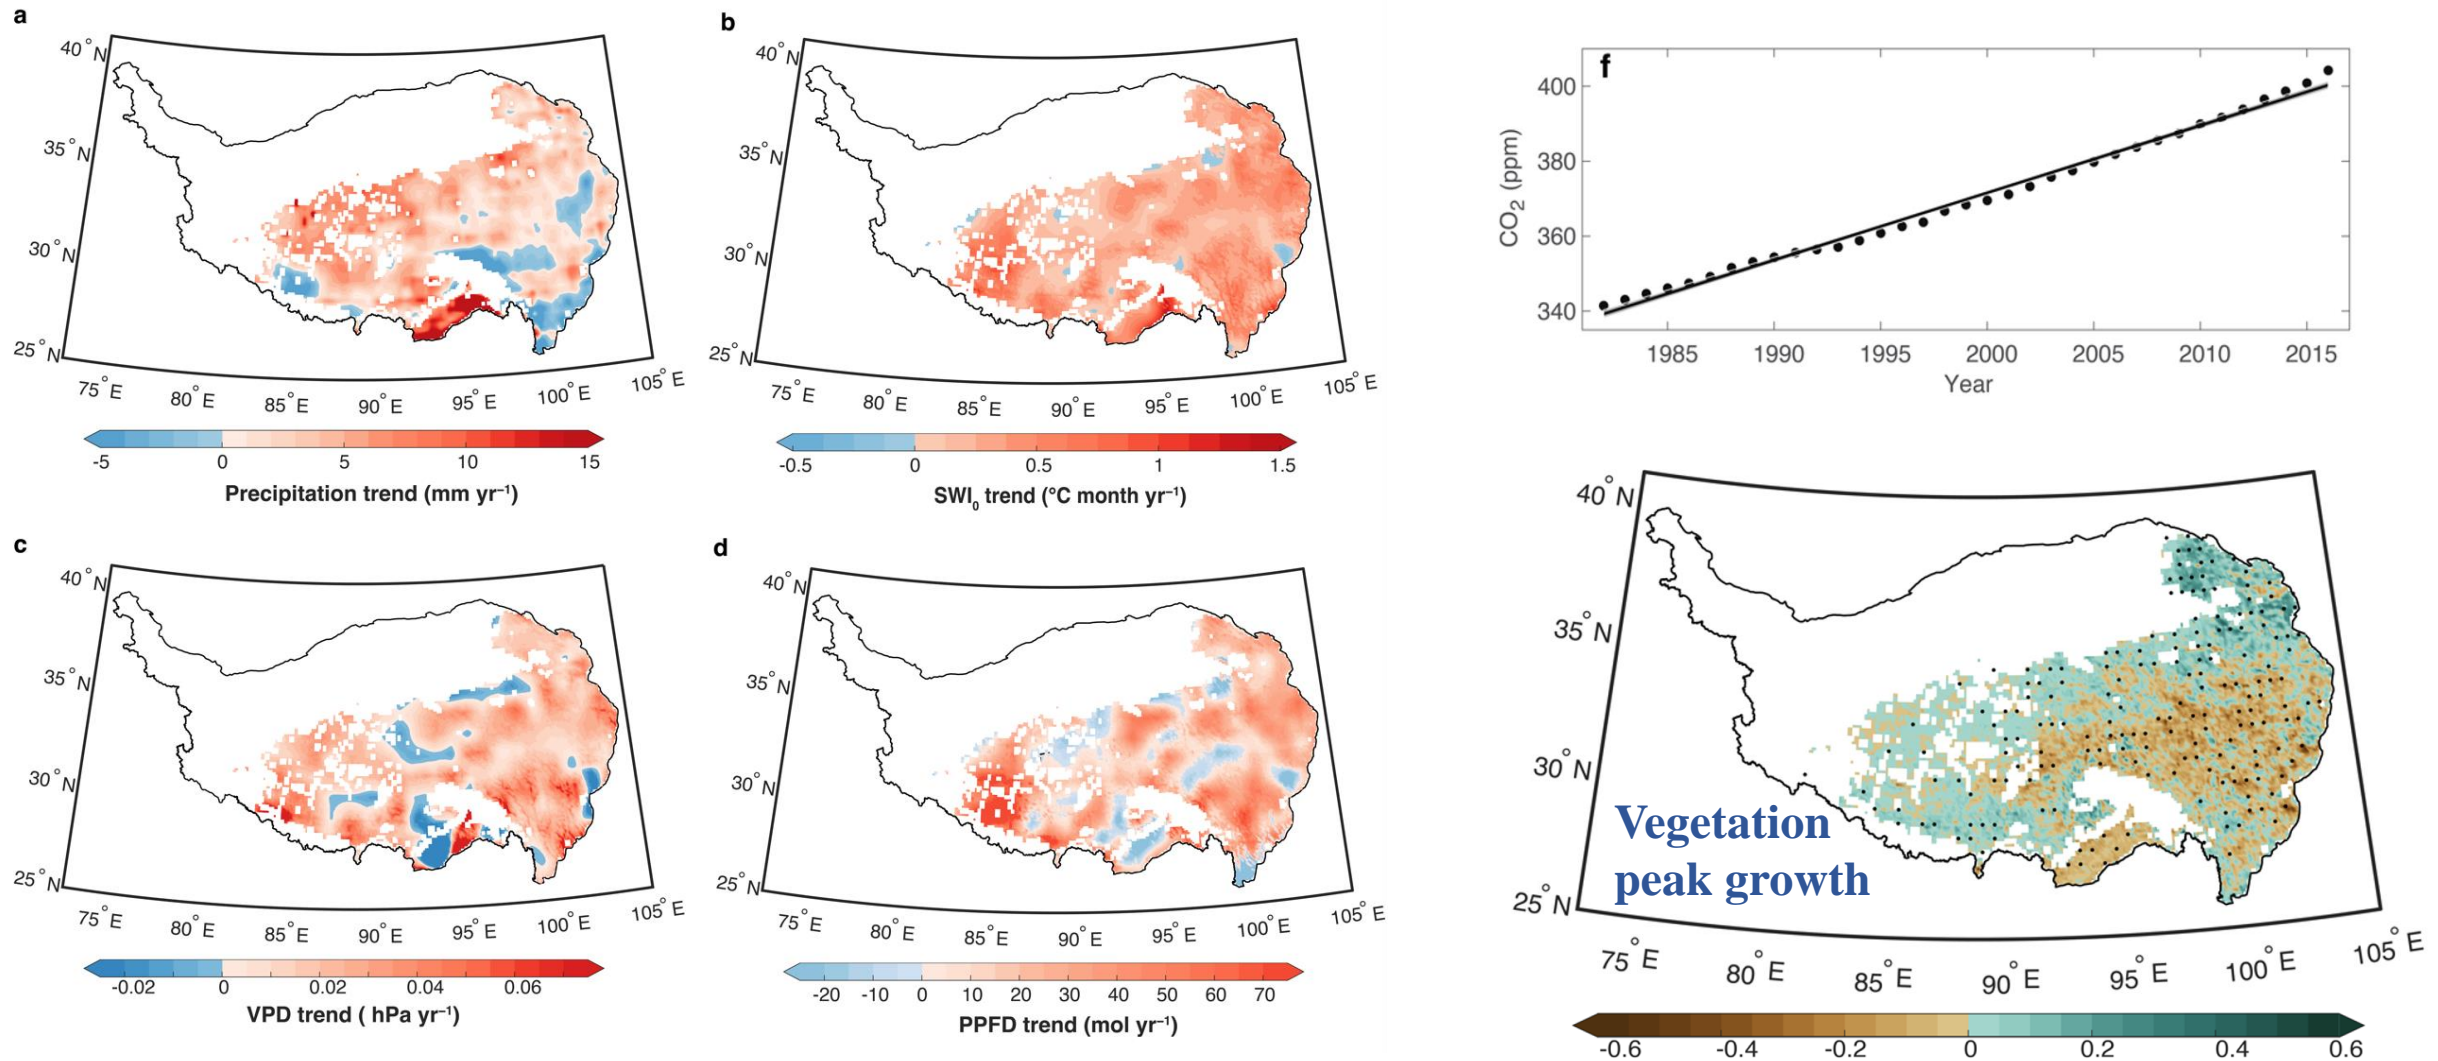 a
40°N
35°N
30°N
25°N
75°E 80°E 85°E 90°E 95°E 100°E 105°E
-5 0 5 10 15
Precipitation trend (mm yr⁻¹)
b
40°N
35°N
30°N
25°N
75°E 80°E 85°E 90°E 95°E 100°E 105°E
-0.5 0 0.5 1 1.5
SWI₀ trend (°C month yr⁻¹)
c
40°N
35°N
30°N
25°N
75°E 80°E 85°E 90°E 95°E 100°E 105°E
-0.02 0 0.02 0.04 0.06
VPD trend ( hPa yr⁻¹)
d
40°N
35°N
30°N
25°N
75°E 80°E 85°E 90°E 95°E 100°E 105°E
-20 -10 0 10 20 30 40 50 60 70
PPFD trend (mol yr⁻¹)
f
400
380
360
340
CO₂ (ppm)
1985 1990 1995 2000 2005 2010 2015
Year
40°N
35°N
30°N
25°N
Vegetation
peak growth
75°E 80°E 85°E 90°E 95°E 100°E 105°E
-0.6 -0.4 -0.2 0 0.2 0.4 0.6